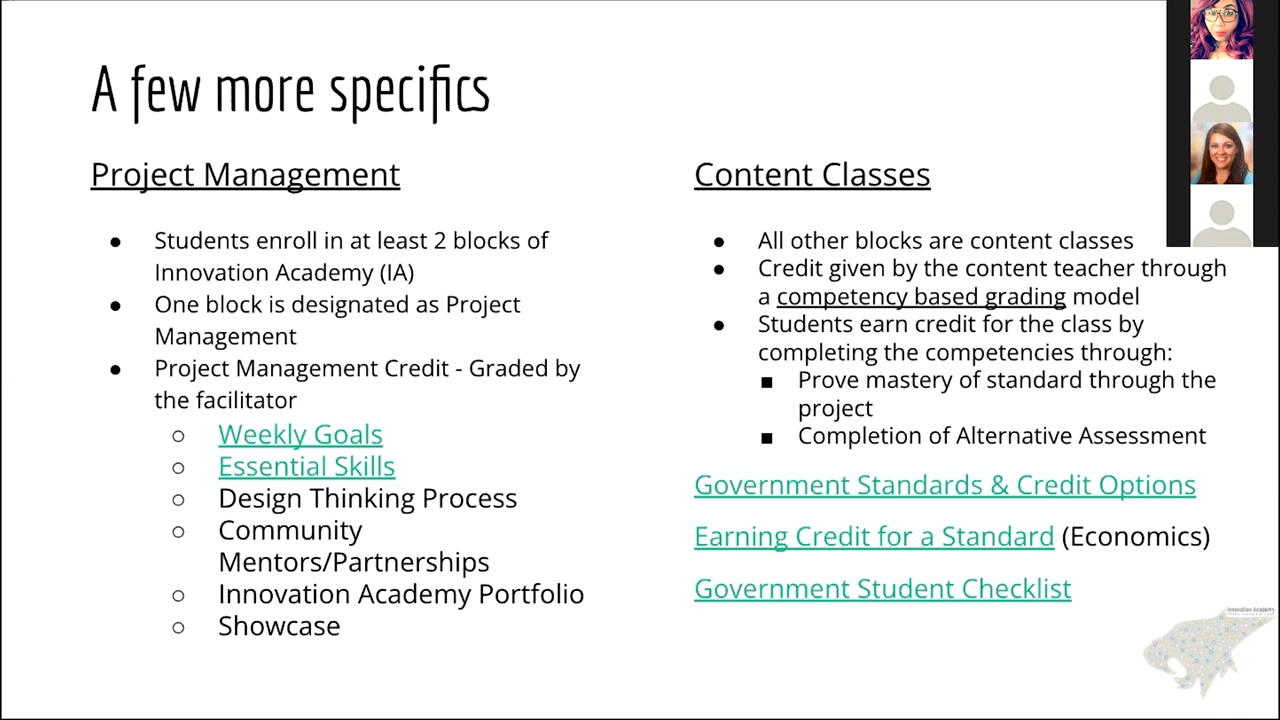 A few more specifics
Project Management
● Students enroll in at least 2 blocks of
Innovation Academy (IA)
● One block is designated as Project
Management
● Project Management Credit - Graded by
the facilitator
○ Weekly Goals
○ Essential Skills
○ Design Thinking Process
○ Community
Mentors/Partnerships
○ Innovation Academy Portfolio
○ Showcase
Content Classes
● All other blocks are content classes
● Credit given by the content teacher through
a competency based grading model
● Students earn credit for the class by
completing the competencies through:
■ Prove mastery of standard through the
project
■ Completion of Alternative Assessment
Government Standards & Credit Options
Earning Credit for a Standard (Economics)
Government Student Checklist
Innovation Academy